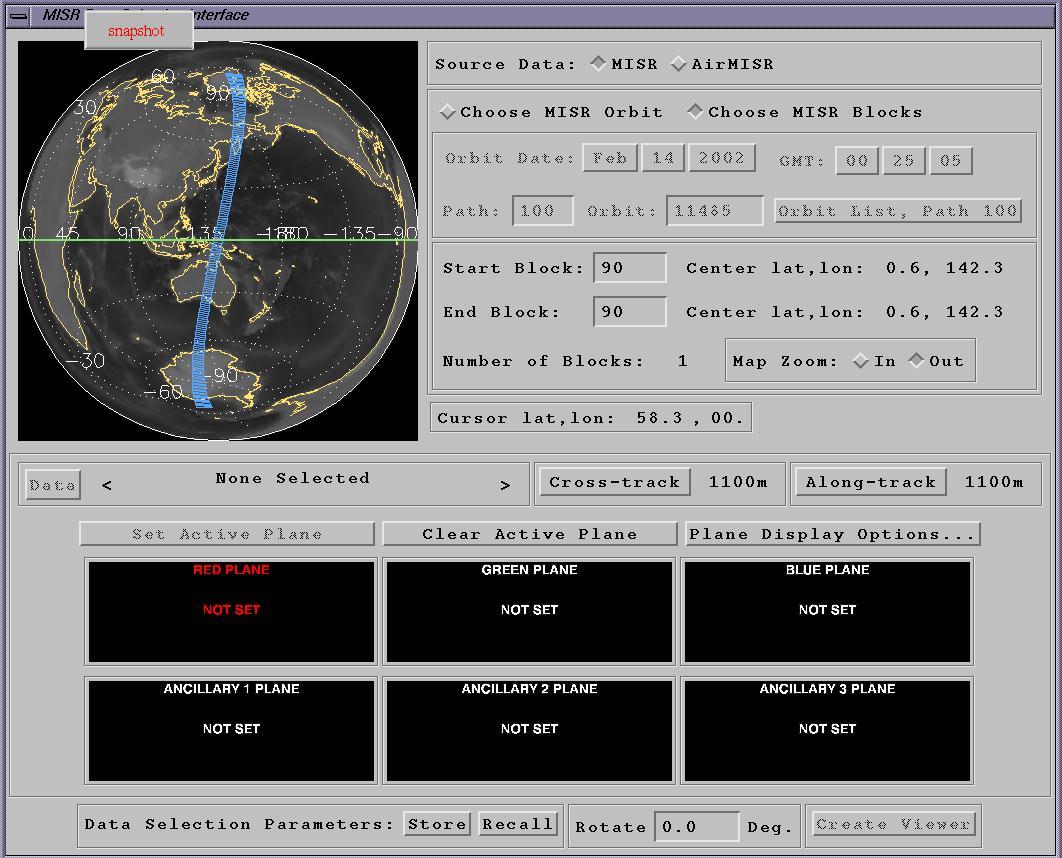 MISR nterface
snapshot
Source Data: MISR AirMISR
Choose MISR Orbit Choose MISR Blocks
Orbit Date: Feb 14 2002 GMT: 00 25 05
Path: 100 Orbit: 11485 Orbit List, Path 100
Start Block: 90 Center lat,lon: 0.6, 142.3
End Block: 90 Center lat,lon: 0.6, 142.3
Number of Blocks: 1 Map Zoom: In Out
Cursor lat,lon: 58.3 , 00.
60
90
30
0 45 90 135 -135 -90
-30
-90
-60
Data < None Selected > Cross-track 1100m Along-track 1100m
Set Active Plane Clear Active Plane Plane Display Options...
RED PLANE GREEN PLANE BLUE PLANE
NOT SET NOT SET NOT SET
ANCILLARY 1 PLANE ANCILLARY 2 PLANE ANCILLARY 3 PLANE
NOT SET NOT SET NOT SET
Data Selection Parameters: Store Recall Rotate 0.0 Deg. Create Viewer